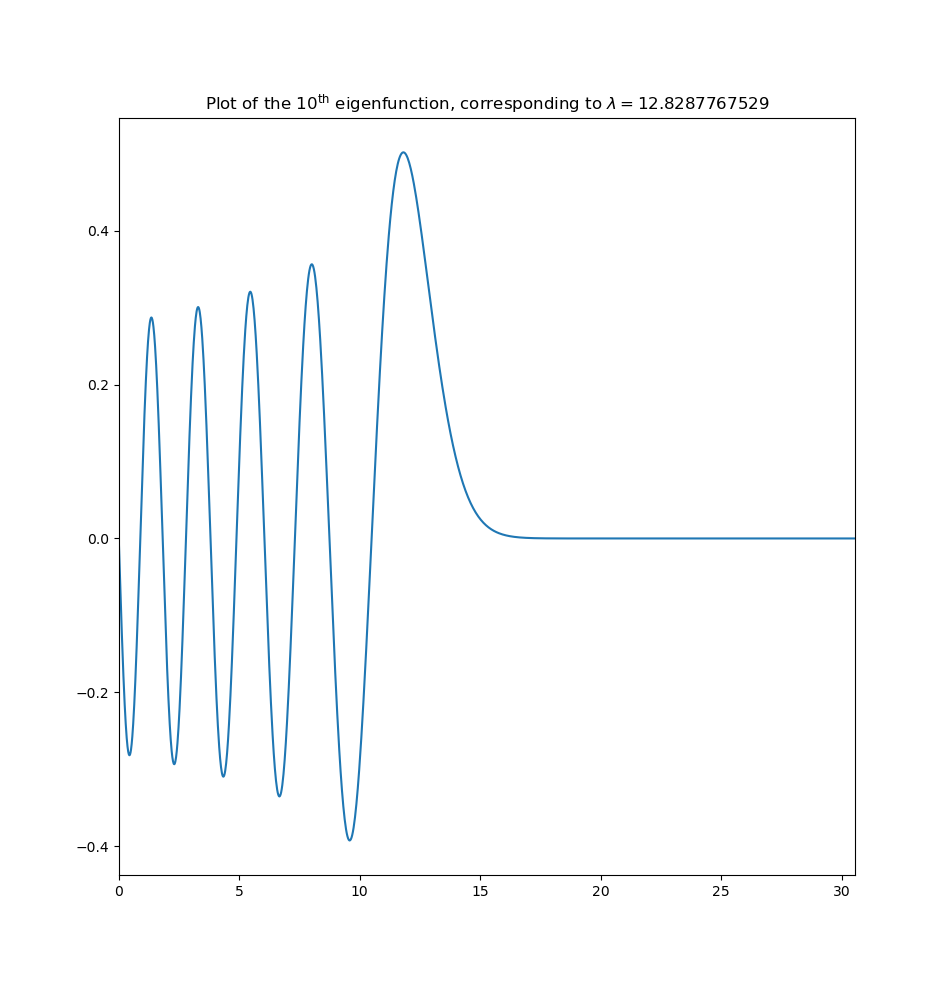 Plot of the 10th eigenfunction, corresponding to λ = 12.8287767529
0.4
0.2
0.0
−0.2
−0.4
0 5 10 15 20 25 30